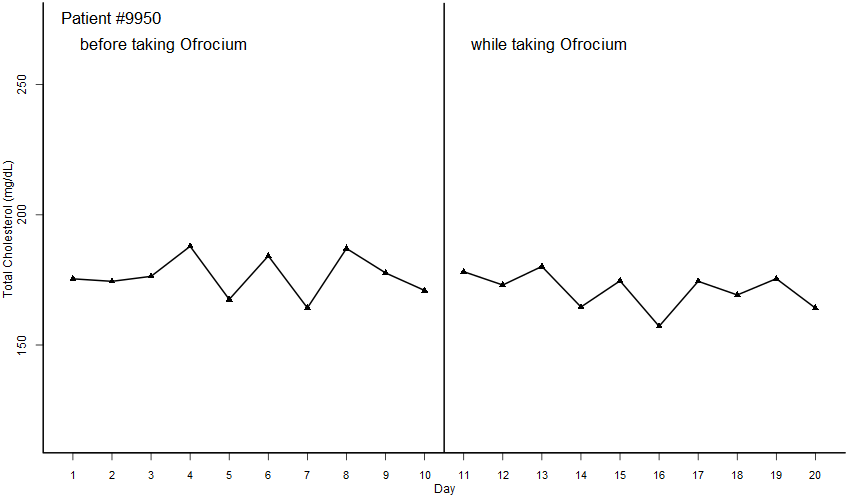 Patient #9950
before taking Ofrocium
while taking Ofrocium
Total Cholesterol (mg/dL)
250
200
150
1 2 3 4 5 6 7 8 9 10 11 12 13 14 15 16 17 18 19 20
Day